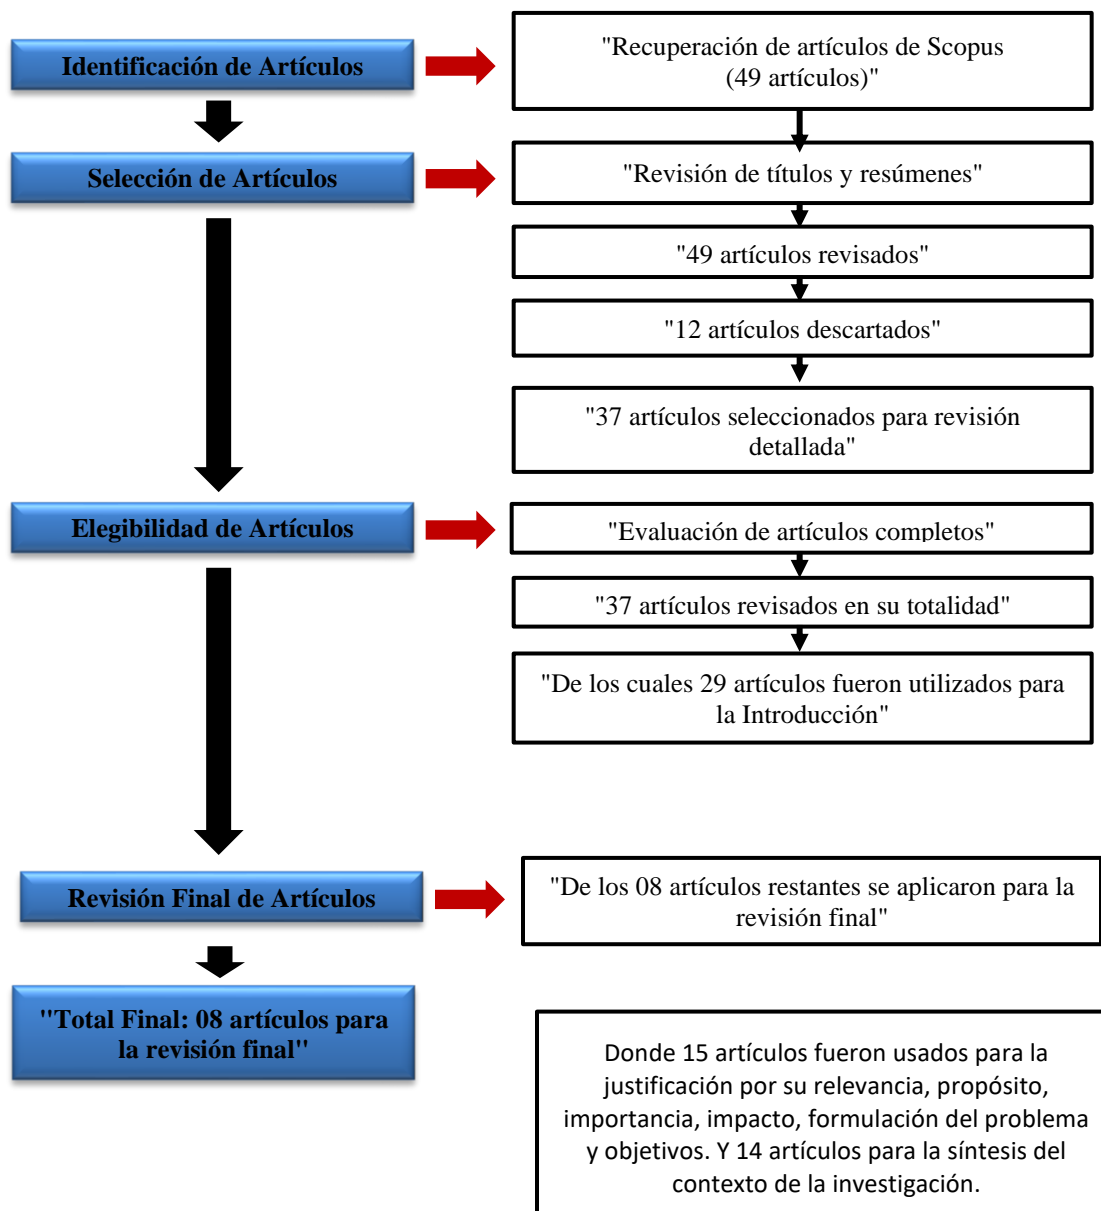 Identificación de Artículos
"Recuperación de artículos de Scopus
(49 artículos)"
Selección de Artículos
"Revisión de títulos y resúmenes"
"49 artículos revisados"
"12 artículos descartados"
"37 artículos seleccionados para revisión
detallada"
Elegibilidad de Artículos
"Evaluación de artículos completos"
"37 artículos revisados en su totalidad"
"De los cuales 29 artículos fueron utilizados para
la Introducción"
Revisión Final de Artículos
"De los 08 artículos restantes se aplicaron para la
revisión final"
"Total Final: 08 artículos para
la revisión final"
Donde 15 artículos fueron usados para la
justificación por su relevancia, propósito,
importancia, impacto, formulación del problema
y objetivos. Y 14 artículos para la síntesis del
contexto de la investigación.